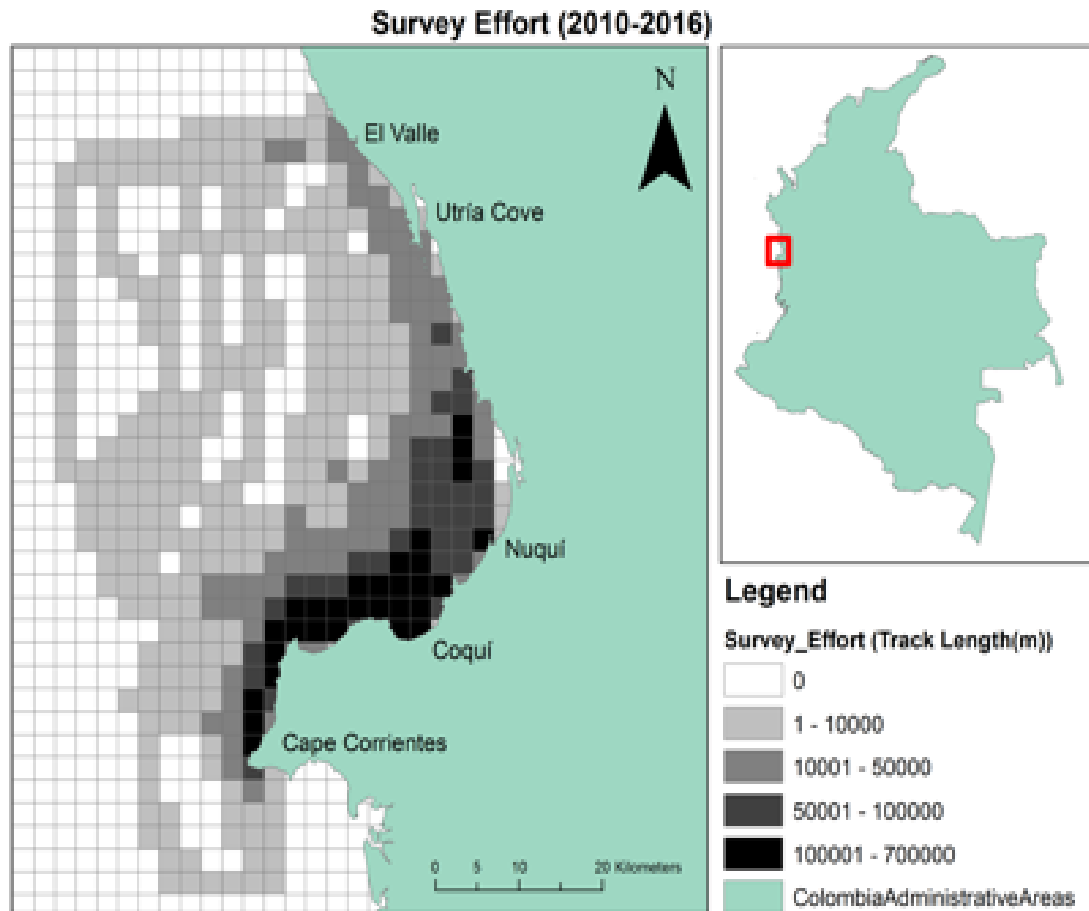 Survey Effort (2010-2016)
N
El Valle
Utría Cove
Nuquí
Coquí
Cape Corrientes
0 5 10 20 Kilometers
Legend
Survey_Effort (Track Length(m))
0
1 - 10000
10001 - 50000
50001 - 100000
100001 - 700000
ColombiaAdministrativeAreas